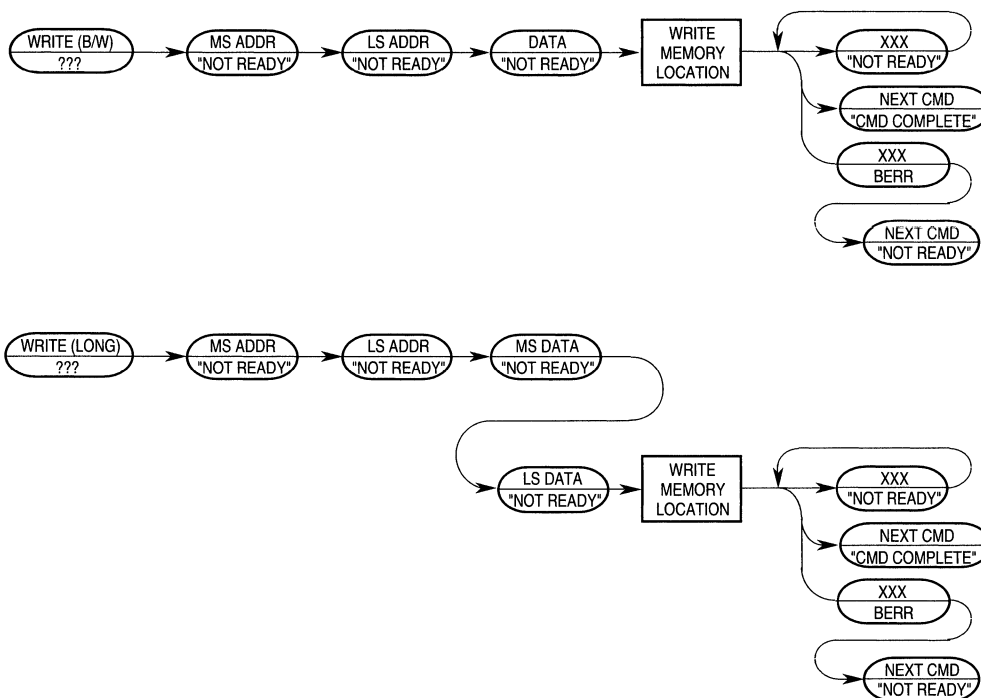 WRITE (B/W)
???
MS ADDR
"NOT READY"
LS ADDR
"NOT READY"
DATA
"NOT READY"
WRITE
MEMORY
LOCATION
XXX
"NOT READY"
NEXT CMD
"CMD COMPLETE"
XXX
BERR
NEXT CMD
"NOT READY"
WRITE (LONG)
???
MS ADDR
"NOT READY"
LS ADDR
"NOT READY"
MS DATA
"NOT READY"
LS DATA
"NOT READY"
WRITE
MEMORY
LOCATION
XXX
"NOT READY"
NEXT CMD
"CMD COMPLETE"
XXX
BERR
NEXT CMD
"NOT READY"